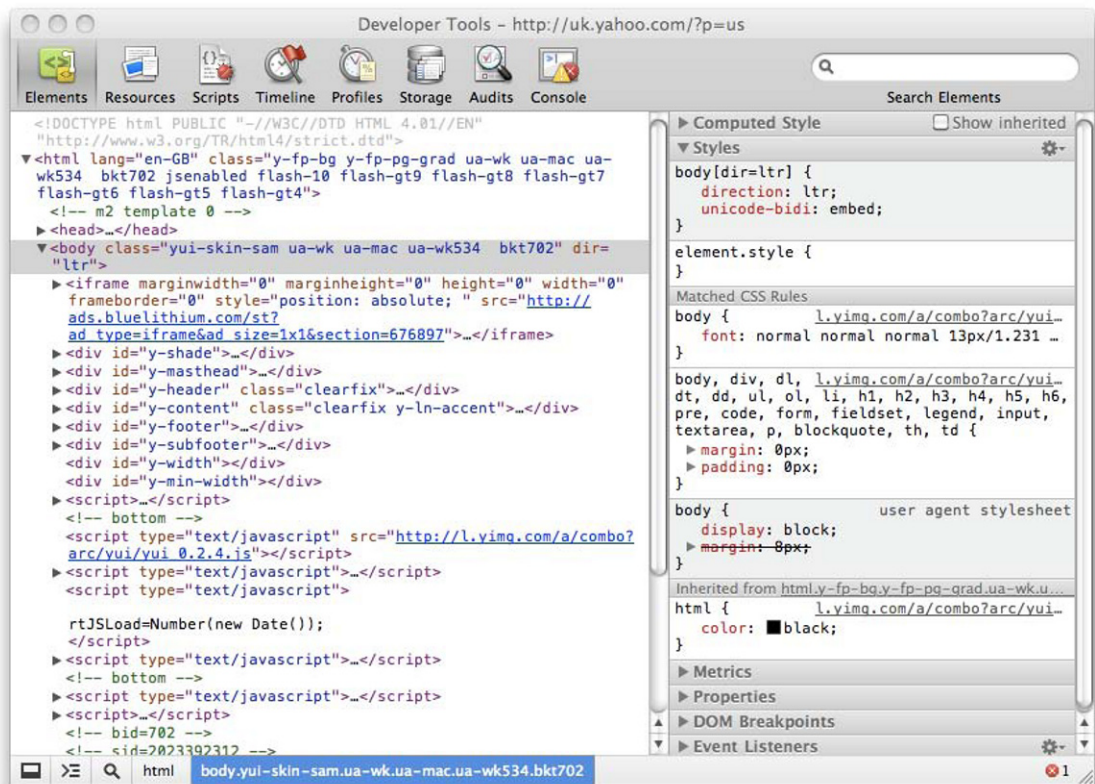 Developer Tools – http://uk.yahoo.com/?p=us
Elements Resources Scripts Timeline Profiles Storage Audits Console Search Elements
<!DOCTYPE html PUBLIC "-//W3C//DTD HTML 4.01//EN"
"http://www.w3.org/TR/html4/strict.dtd">
▼<html lang="en-GB" class="y-fp-bg y-fp-pg-grad ua-wk ua-mac ua-
wk534  bkt702 jsenabled flash-10 flash-gt9 flash-gt8 flash-gt7
flash-gt6 flash-gt5 flash-gt4">
<!-- m2 template 0 -->
▶<head>…</head>
▼<body class="yui-skin-sam ua-wk ua-mac ua-wk534  bkt702" dir=
"ltr">
▶<iframe marginwidth="0" marginheight="0" height="0" width="0"
frameborder="0" style="position: absolute; " src="http://
ads.bluelithium.com/st?
ad_type=iframe&ad_size=1x1&section=676897">…</iframe>
▶<div id="y-shade">…</div>
▶<div id="y-masthead">…</div>
▶<div id="y-header" class="clearfix">…</div>
▶<div id="y-content" class="clearfix y-ln-accent">…</div>
▶<div id="y-footer">…</div>
▶<div id="y-subfooter">…</div>
<div id="y-width"></div>
<div id="y-min-width"></div>
▶<script>…</script>
<!-- bottom -->
<script type="text/javascript" src="http://l.yimg.com/a/combo?
arc/yui/yui_0.2.4.js"></script>
▶<script type="text/javascript">…</script>
<script type="text/javascript">
rtJSLoad=Number(new Date());
</script>
▶<script type="text/javascript">…</script>
<!-- bottom -->
▶<script type="text/javascript">…</script>
▶<script>…</script>
<!-- bid=702 -->
<!-- sid=2023392312 -->
▶ Computed Style Show inherited
▼ Styles
body[dir=ltr] {
direction: ltr;
unicode-bidi: embed;
}
element.style {
}
Matched CSS Rules
body { l.yimg.com/a/combo?arc/yui…
font: normal normal normal 13px/1.231 …
}
body, div, dl, l.yimg.com/a/combo?arc/yui…
dt, dd, ul, ol, li, h1, h2, h3, h4, h5, h6,
pre, code, form, fieldset, legend, input,
textarea, p, blockquote, th, td {
▶ margin: 0px;
▶ padding: 0px;
}
body { user agent stylesheet
display: block;
▶ margin: 8px;
}
Inherited from html.y-fp-bg.y-fp-pg-grad.ua-wk.u…
html { l.yimg.com/a/combo?arc/yui…
color: black;
}
▶ Metrics
▶ Properties
▶ DOM Breakpoints
▶ Event Listeners
html body.yui-skin-sam.ua-wk.ua-mac.ua-wk534.bkt702 1